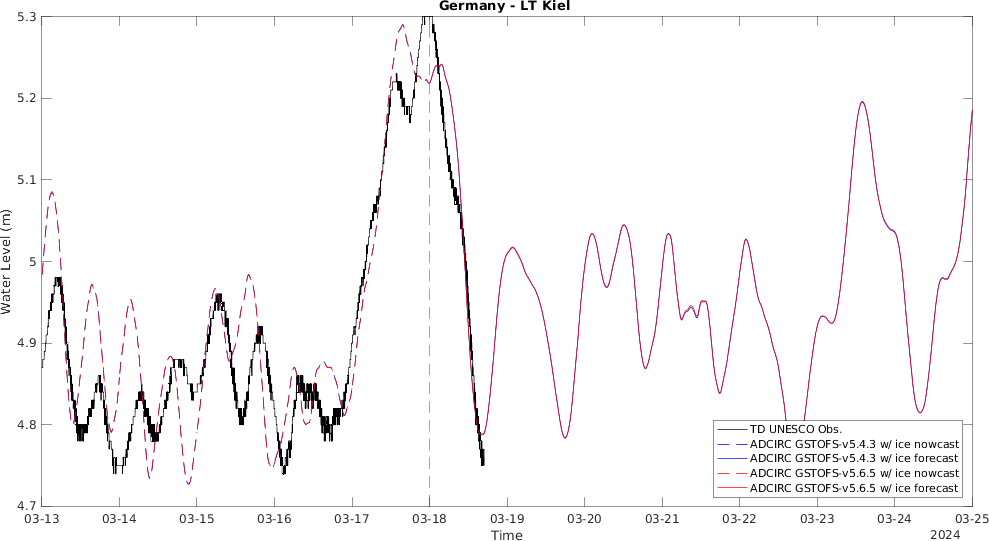 Germany - LT Kiel
Water Level (m)
5.3
5.2
5.1
5
4.9
4.8
4.7
TD UNESCO Obs.
ADCIRC GSTOFS-v5.4.3 w/ ice nowcast
ADCIRC GSTOFS-v5.4.3 w/ ice forecast
ADCIRC GSTOFS-v5.6.5 w/ ice nowcast
ADCIRC GSTOFS-v5.6.5 w/ ice forecast
03-13 03-14 03-15 03-16 03-17 03-18 03-19 03-20 03-21 03-22 03-23 03-24 03-25
Time
2024